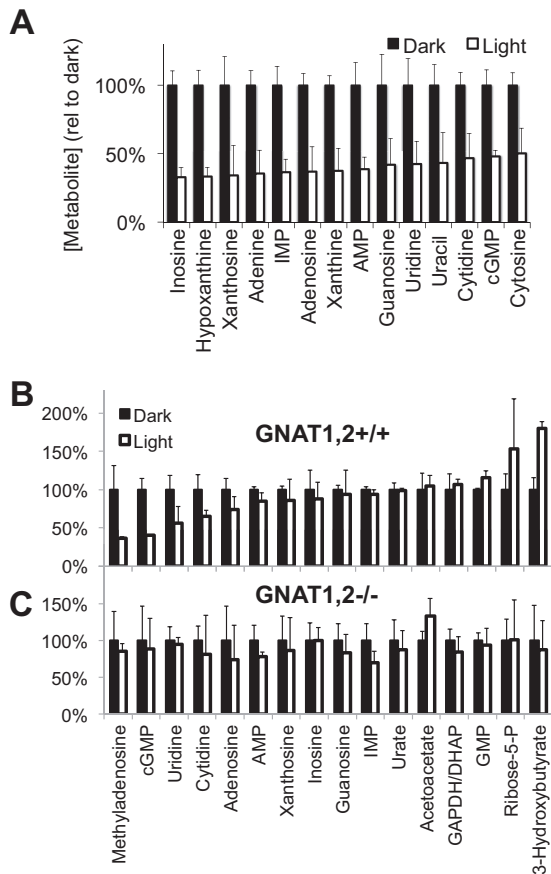 A
Dark Light
[Metabolite] (rel to dark)
100%
50%
0%
Inosine
Hypoxanthine
Xanthosine
Adenine
IMP
Adenosine
Xanthine
AMP
Guanosine
Uridine
Uracil
Cytidine
cGMP
Cytosine
B
200%
150%
100%
50%
0%
Dark
Light
GNAT1,2+/+
C
GNAT1,2-/-
150%
100%
50%
0%
Methyladenosine
cGMP
Uridine
Cytidine
Adenosine
AMP
Xanthosine
Inosine
Guanosine
IMP
Urate
Acetoacetate
GAPDH/DHAP
GMP
Ribose-5-P
3-Hydroxybutyrate